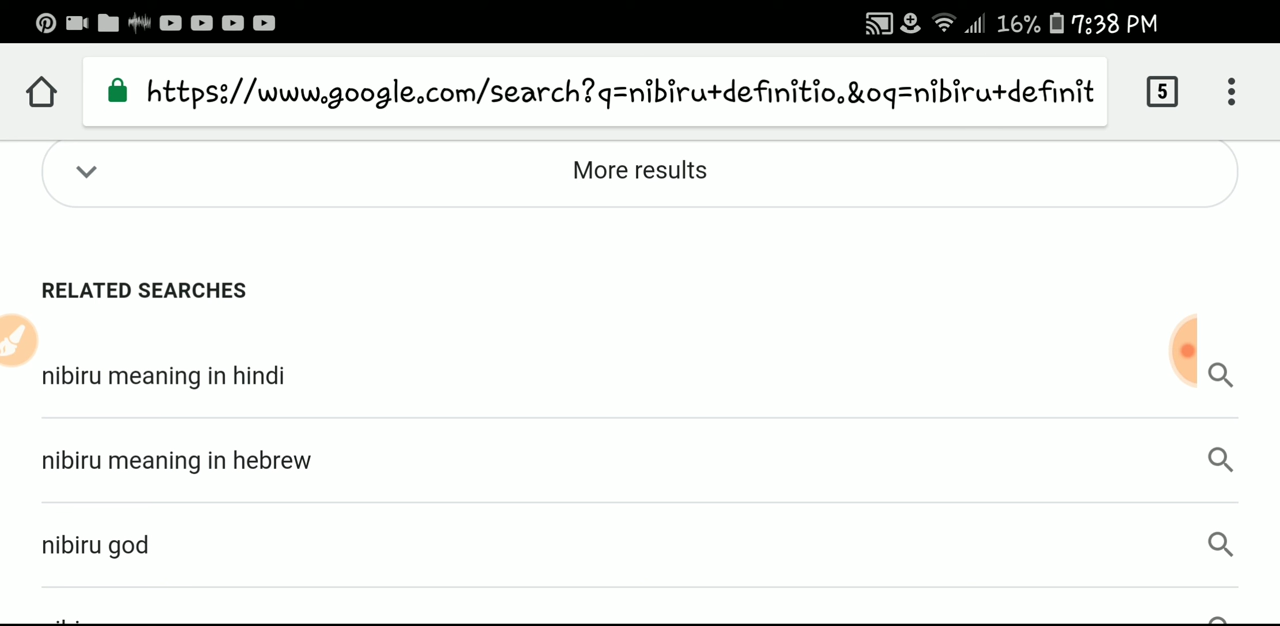 16% 7:38 PM
https://www.google.com/search?q=nibiru+definitio.&oq=nibiru+definit
5
More results
RELATED SEARCHES
nibiru meaning in hindi
nibiru meaning in hebrew
nibiru god